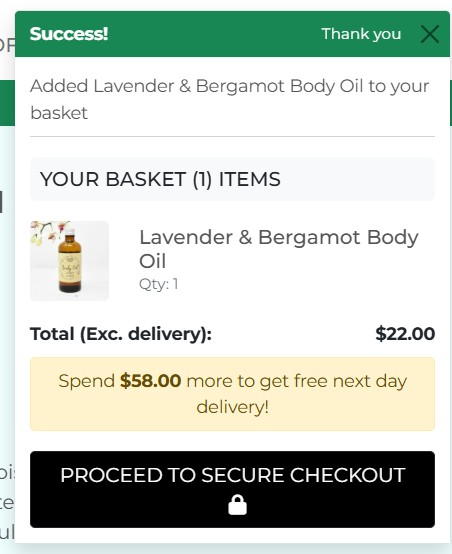 Success!
Thank you
Added Lavender & Bergamot Body Oil to your
basket
YOUR BASKET (1) ITEMS
Body Oil
Lavender & Bergamot Body
Oil
Qty: 1
Total (Exc. delivery):
$22.00
Spend $58.00 more to get free next day
delivery!
PROCEED TO SECURE CHECKOUT